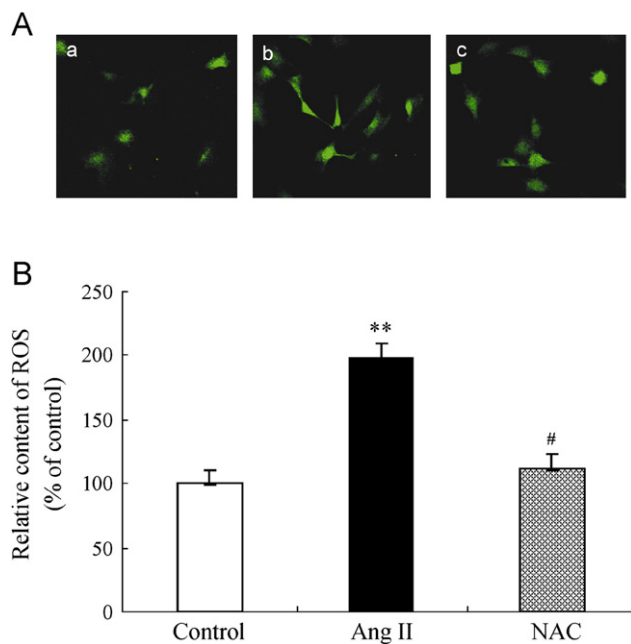 A
a
b
c
B
Relative content of ROS
(% of control)
250
200
150
100
50
0
**
#
Control
Ang II
NAC